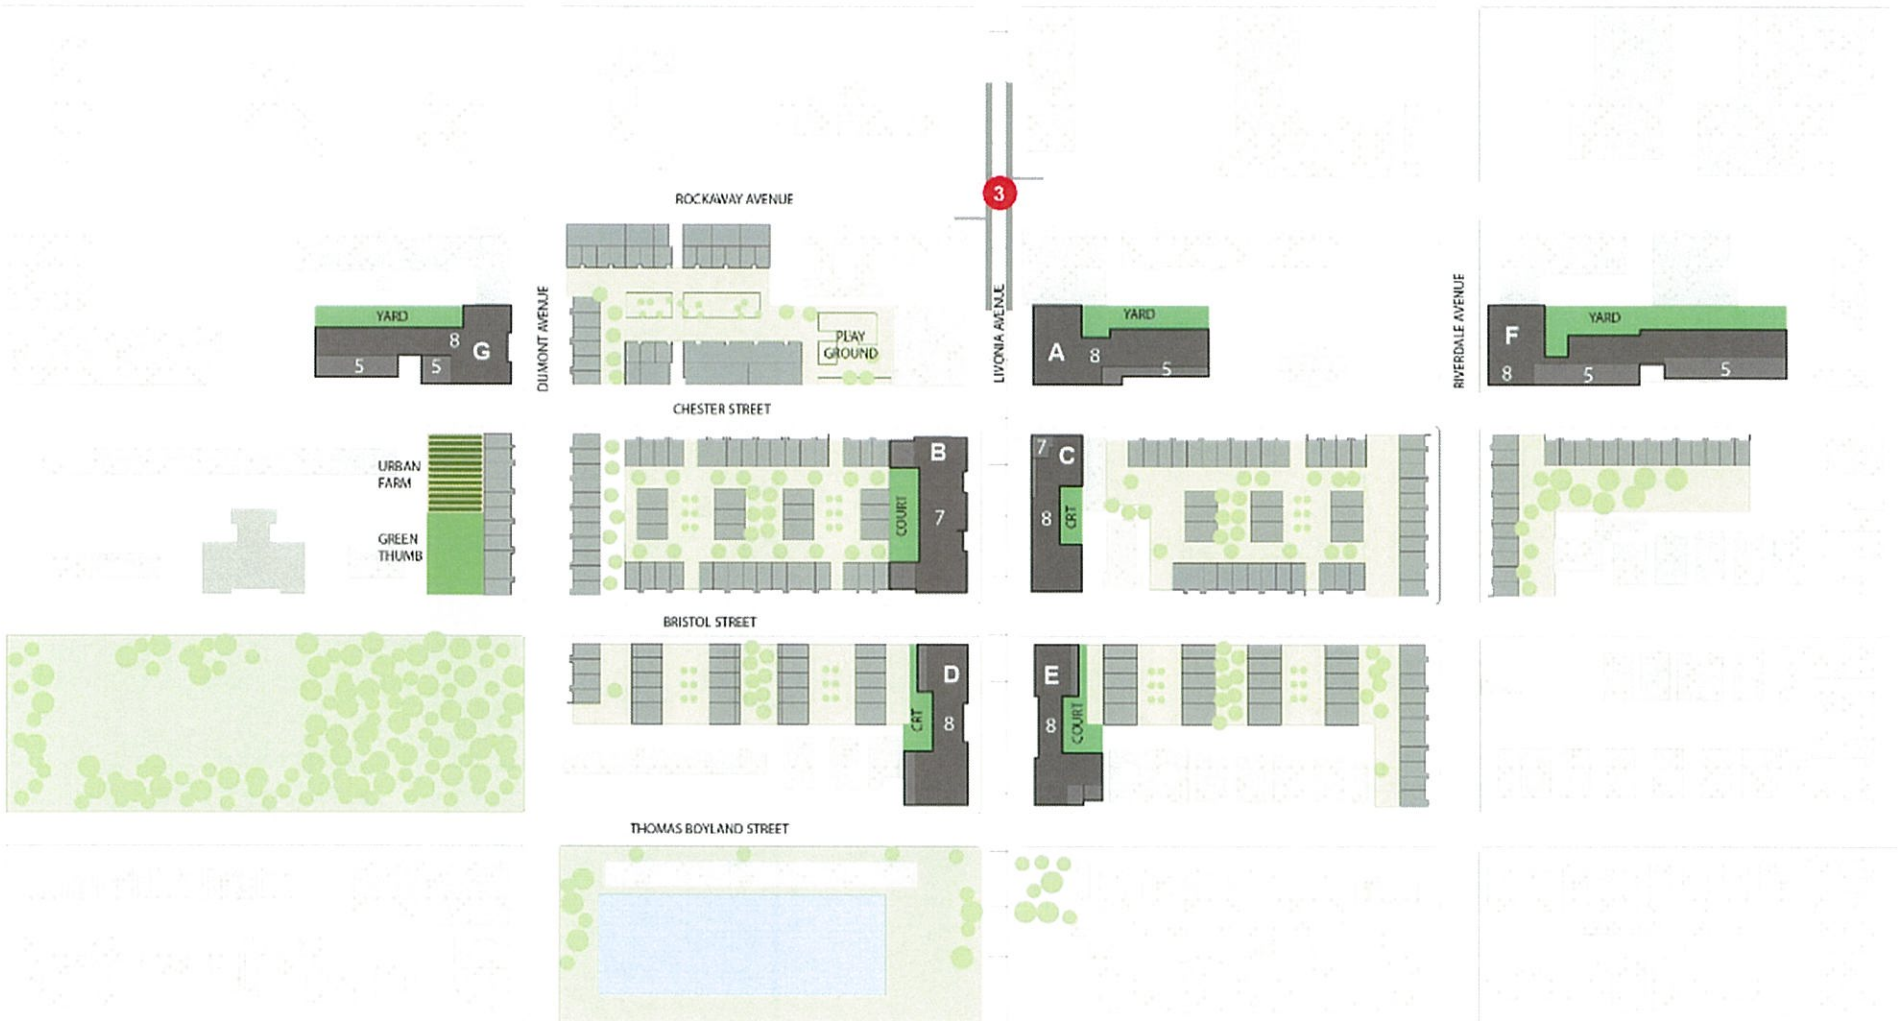 3
ROCKAWAY AVENUE
DUMONT AVENUE
LIVONIA AVENUE
RIVERDALE AVENUE
YARD
8
G
5
5
PLAY
GROUND
YARD
A
8
5
YARD
F
8
5
5
CHESTER STREET
URBAN
FARM
GREEN
THUMB
B
COURT
7
7
C
8
CRT
BRISTOL STREET
D
CRT
8
E
8
COURT
THOMAS BOYLAND STREET